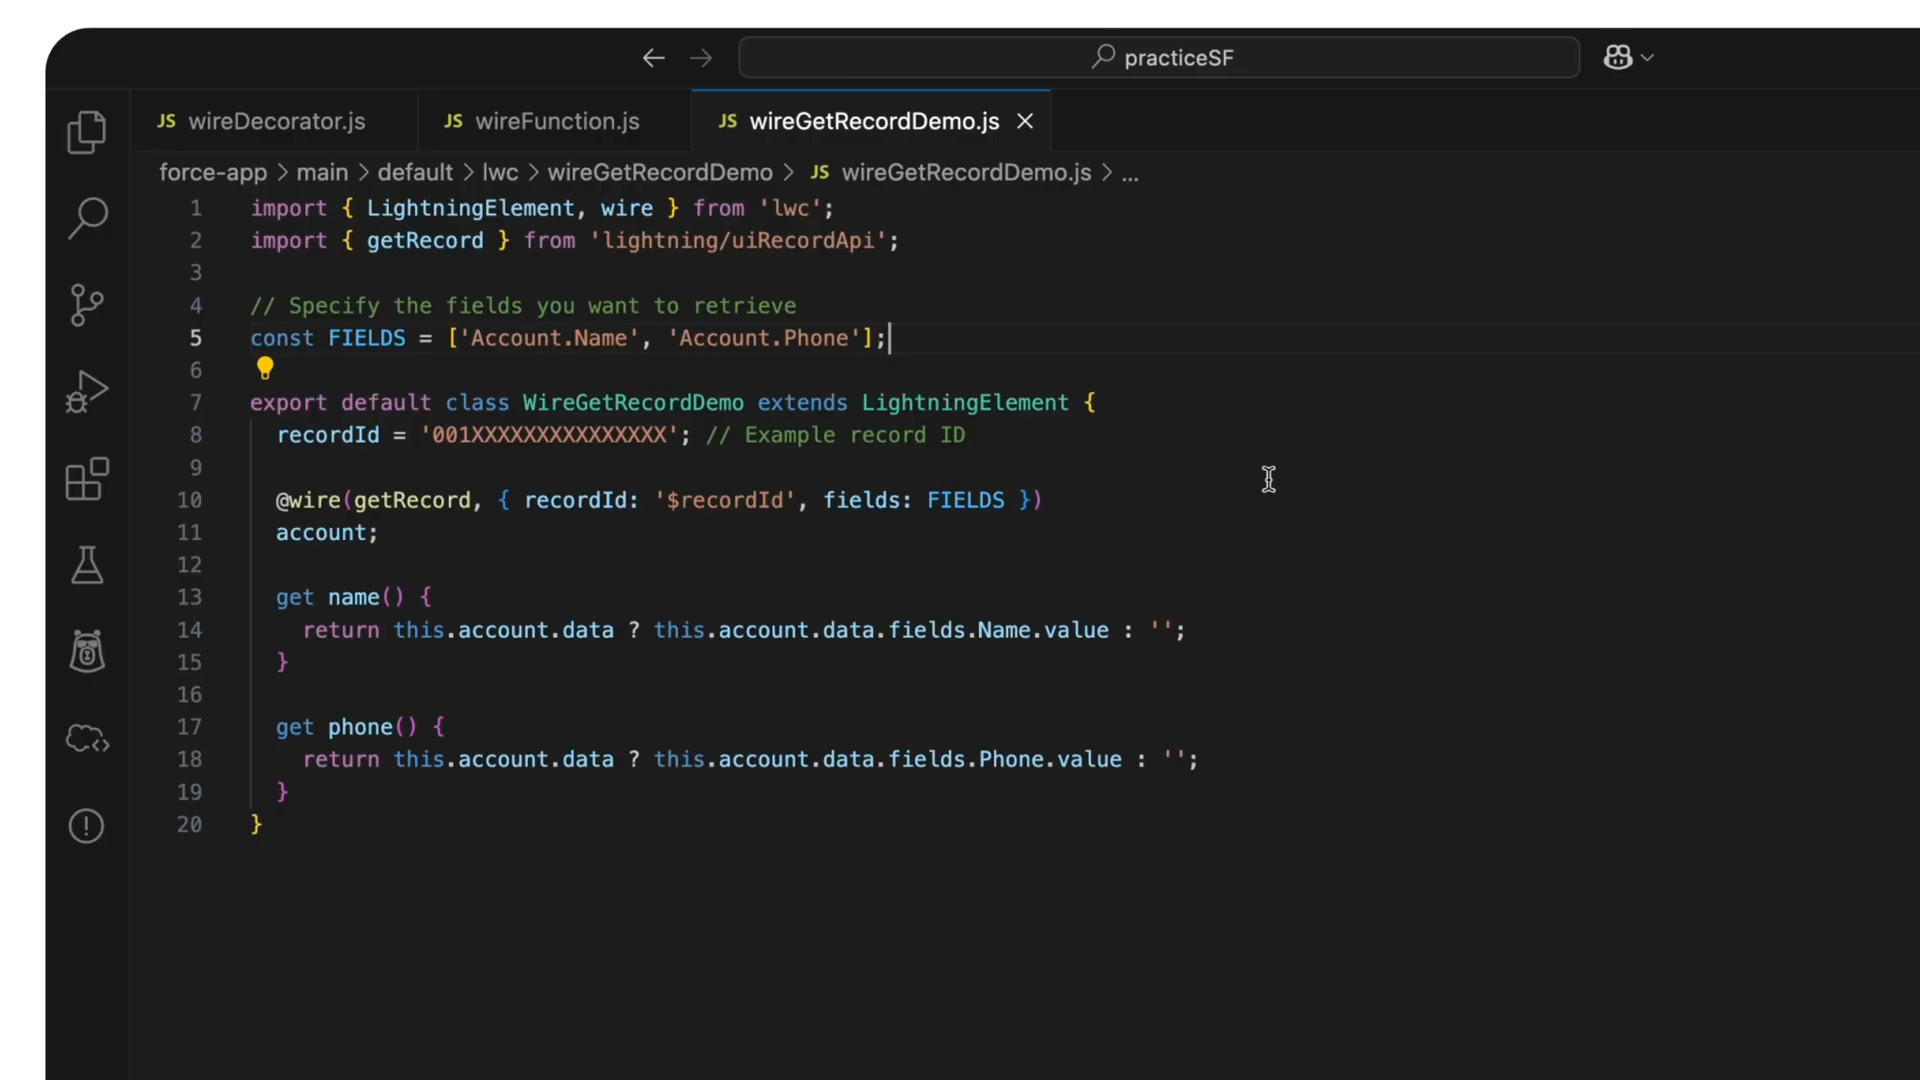 practiceSF
JS wireDecorator.js JS wireFunction.js JS wireGetRecordDemo.js
force-app > main > default > lwc > wireGetRecordDemo > JS wireGetRecordDemo.js > ...
1 import { LightningElement, wire } from 'lwc';
2 import { getRecord } from 'lightning/uiRecordApi';
3
4 // Specify the fields you want to retrieve
5 const FIELDS = ['Account.Name', 'Account.Phone'];
6
7 export default class WireGetRecordDemo extends LightningElement {
8 recordId = '001XXXXXXXXXXXXXXX'; // Example record ID
9
10 @wire(getRecord, { recordId: '$recordId', fields: FIELDS })
11 account;
12
13 get name() {
14 return this.account.data ? this.account.data.fields.Name.value : '';
15 }
16
17 get phone() {
18 return this.account.data ? this.account.data.fields.Phone.value : '';
19 }
20 }